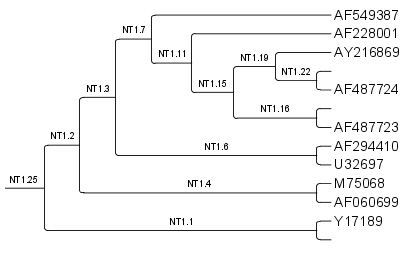 AF549387
NT1.7
AF228001
NT1.11
AY216869
NT1.19
NT1.22
AF487724
NT1.3
NT1.15
NT1.16
AF487723
NT1.2
AF294410
NT1.6
U32697
NT1.25
M75068
NT1.4
AF060699
Y17189
NT1.1